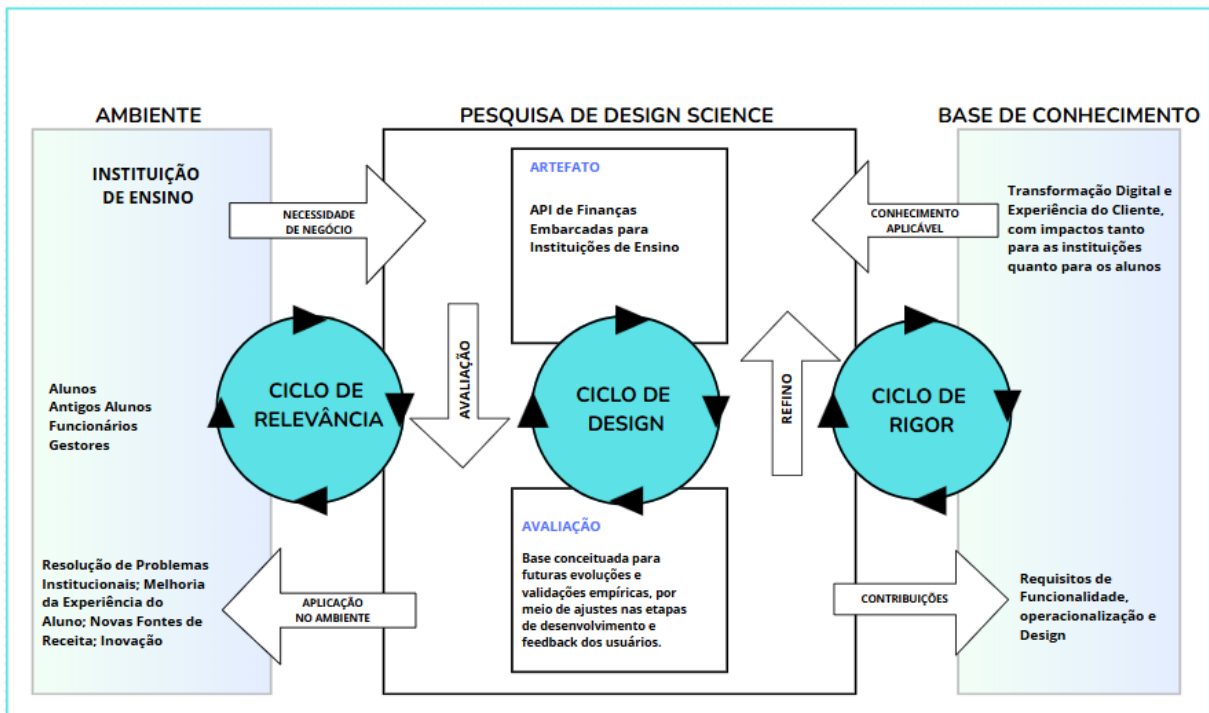 AMBIENTE
PESQUISA DE DESIGN SCIENCE
BASE DE CONHECIMENTO
INSTITUIÇÃO
DE ENSINO
NECESSIDADE
DE NEGÓCIO
ARTEFATO
API de Finanças
Embarcadas para
Instituições de Ensino
CONHECIMENTO
APLICÁVEL
Transformação Digital e
Experiência do Cliente,
com impactos tanto
para as instituições
quanto para os alunos
Alunos
Antigos Alunos
Funcionários
Gestores
CICLO DE
RELEVÂNCIA
AVALIAÇÃO
CICLO DE
DESIGN
REFINO
CICLO DE
RIGOR
Resolução de Problemas
Institucionais; Melhoria
da Experiência do
Aluno; Novas Fontes de
Receita; Inovação
APLICAÇÃO
NO AMBIENTE
AVALIAÇÃO
Base conceituada para
futuras evoluções e
validações empíricas, por
meio de ajustes nas etapas
de desenvolvimento e
feedback dos usuários.
CONTRIBUIÇÕES
Requisitos de
Funcionalidade,
operacionalização e
Design